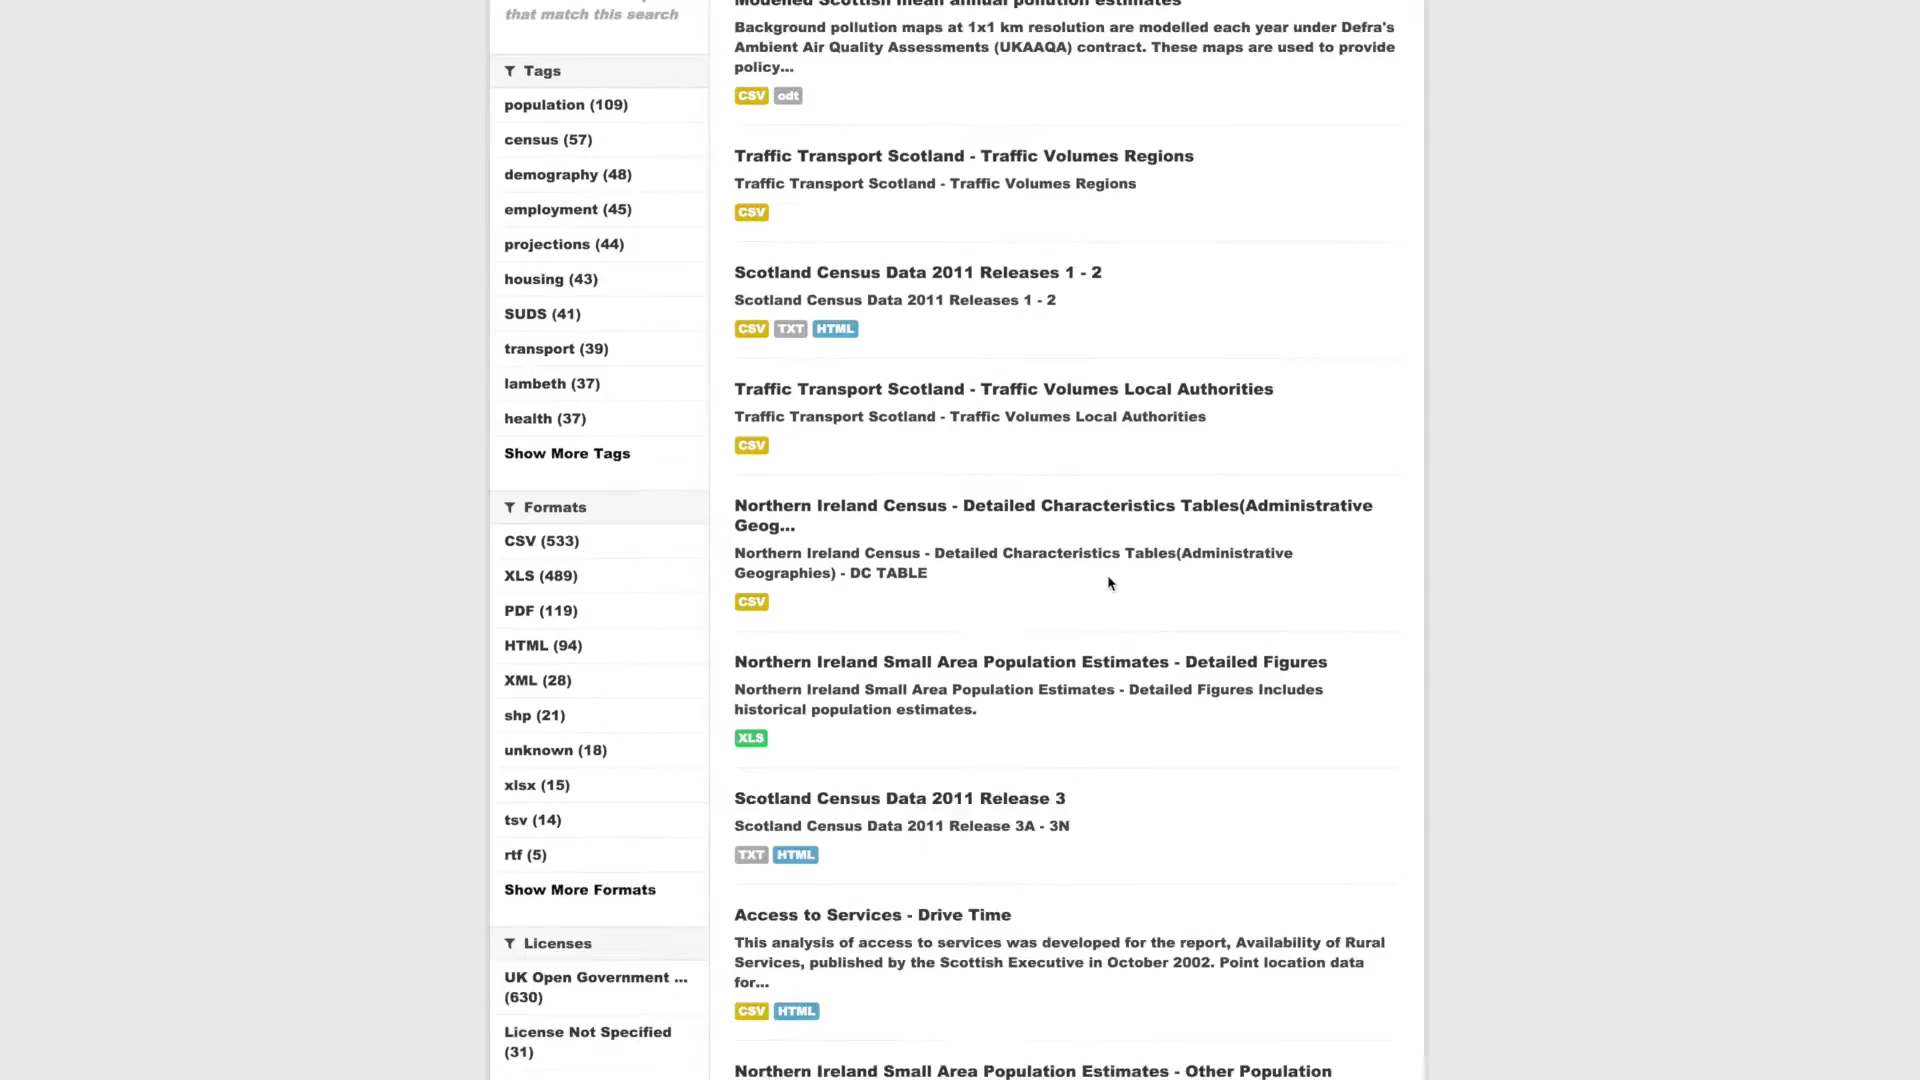 that match this search
Tags
population (109)
census (57)
demography (48)
employment (45)
projections (44)
housing (43)
SUDS (41)
transport (39)
lambeth (37)
health (37)
Show More Tags
Formats
CSV (533)
XLS (489)
PDF (119)
HTML (94)
XML (28)
shp (21)
unknown (18)
xlsx (15)
tsv (14)
rtf (5)
Show More Formats
Licenses
UK Open Government ...
(630)
License Not Specified
(31)
Modelled Scottish mean annual pollution estimates
Background pollution maps at 1x1 km resolution are modelled each year under Defra's
Ambient Air Quality Assessments (UKAAQA) contract. These maps are used to provide
policy...
CSV odt
Traffic Transport Scotland - Traffic Volumes Regions
Traffic Transport Scotland - Traffic Volumes Regions
CSV
Scotland Census Data 2011 Releases 1 - 2
Scotland Census Data 2011 Releases 1 - 2
CSV TXT HTML
Traffic Transport Scotland - Traffic Volumes Local Authorities
Traffic Transport Scotland - Traffic Volumes Local Authorities
CSV
Northern Ireland Census - Detailed Characteristics Tables(Administrative
Geog...
Northern Ireland Census - Detailed Characteristics Tables(Administrative
Geographies) - DC TABLE
CSV
Northern Ireland Small Area Population Estimates - Detailed Figures
Northern Ireland Small Area Population Estimates - Detailed Figures Includes
historical population estimates.
XLS
Scotland Census Data 2011 Release 3
Scotland Census Data 2011 Release 3A - 3N
TXT HTML
Access to Services - Drive Time
This analysis of access to services was developed for the report, Availability of Rural
Services, published by the Scottish Executive in October 2002. Point location data
for...
CSV HTML
Northern Ireland Small Area Population Estimates - Other Population